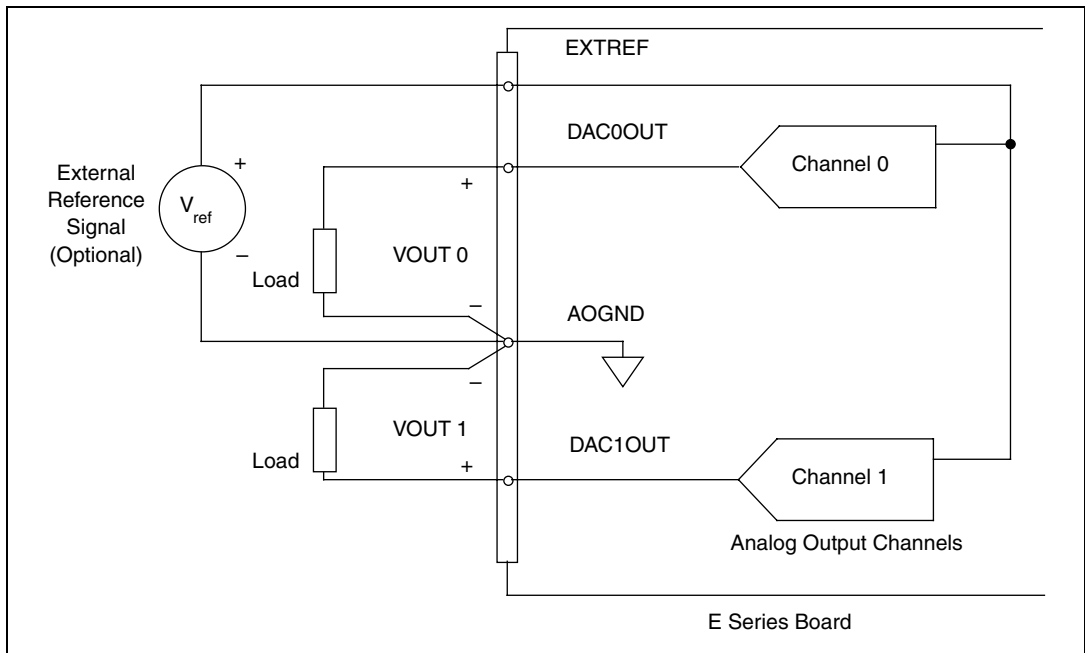 EXTREF
DAC0OUT
Channel 0
+
External
Reference
Signal
(Optional)
V ref
+
–
VOUT 0
Load
–
AOGND
–
VOUT 1
DAC1OUT
Load
+
Channel 1
Analog Output Channels
E Series Board